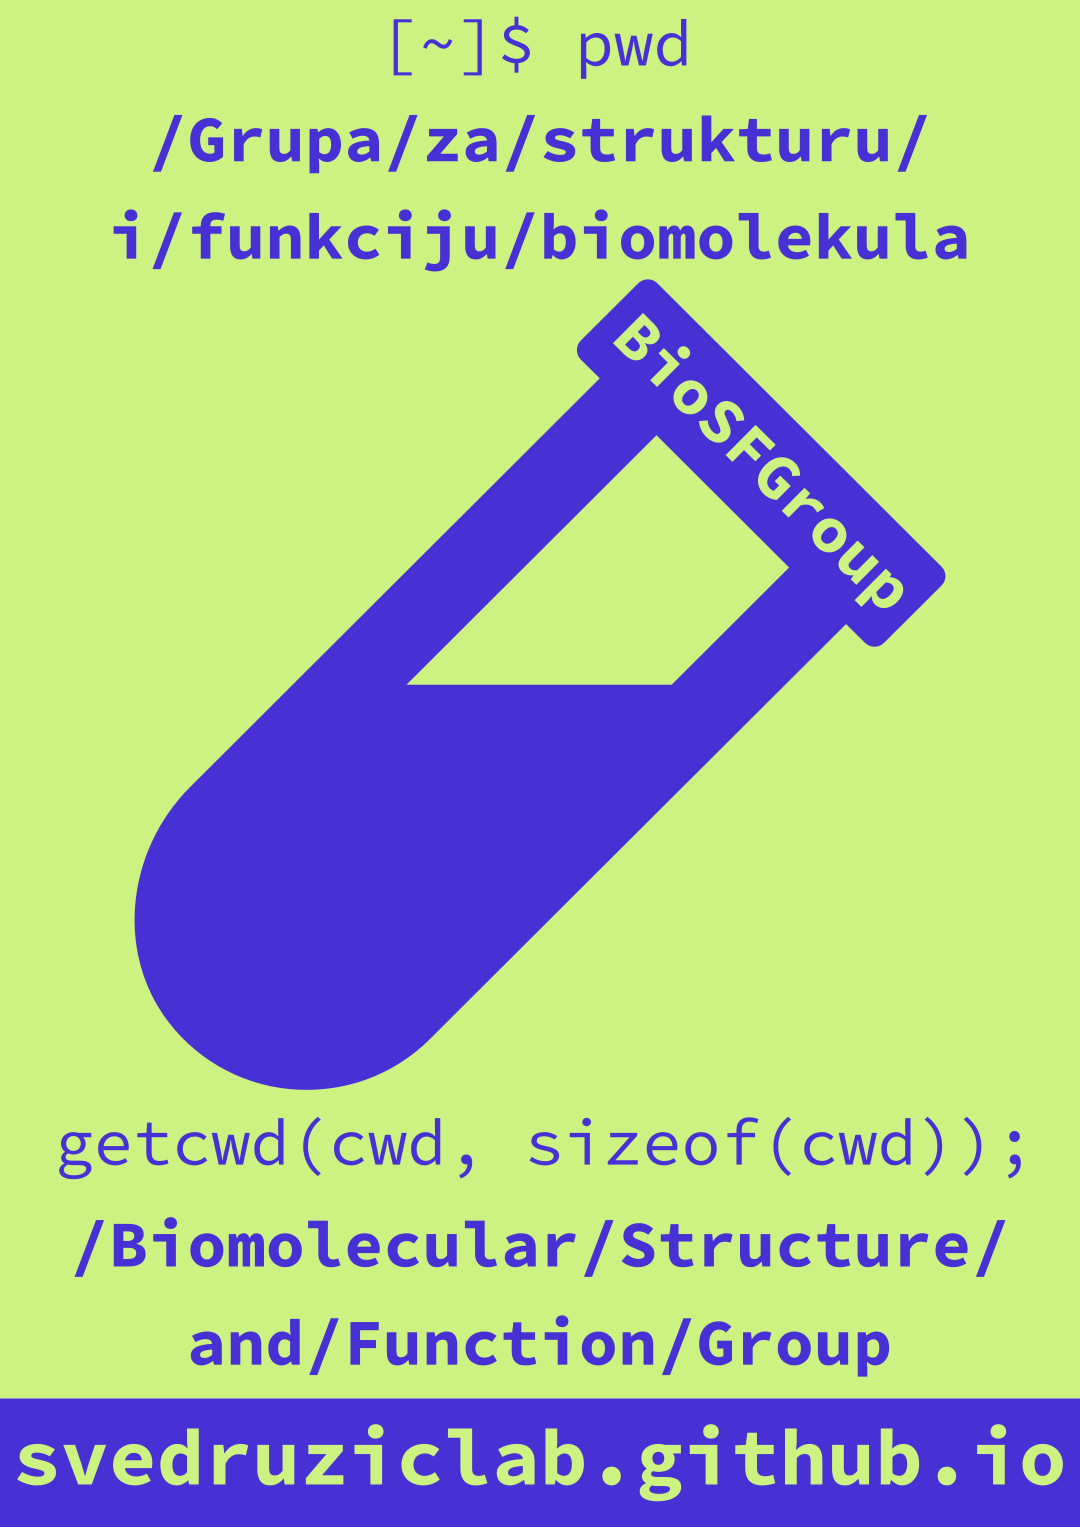 [~]$ pwd
/Grupa/za/strukturu/
i/funkciju/biomolekula
BioSFGroup
getcwd(cwd, sizeof(cwd));
/Biomolecular/Structure/
and/Function/Group
svedruziclab.github.io